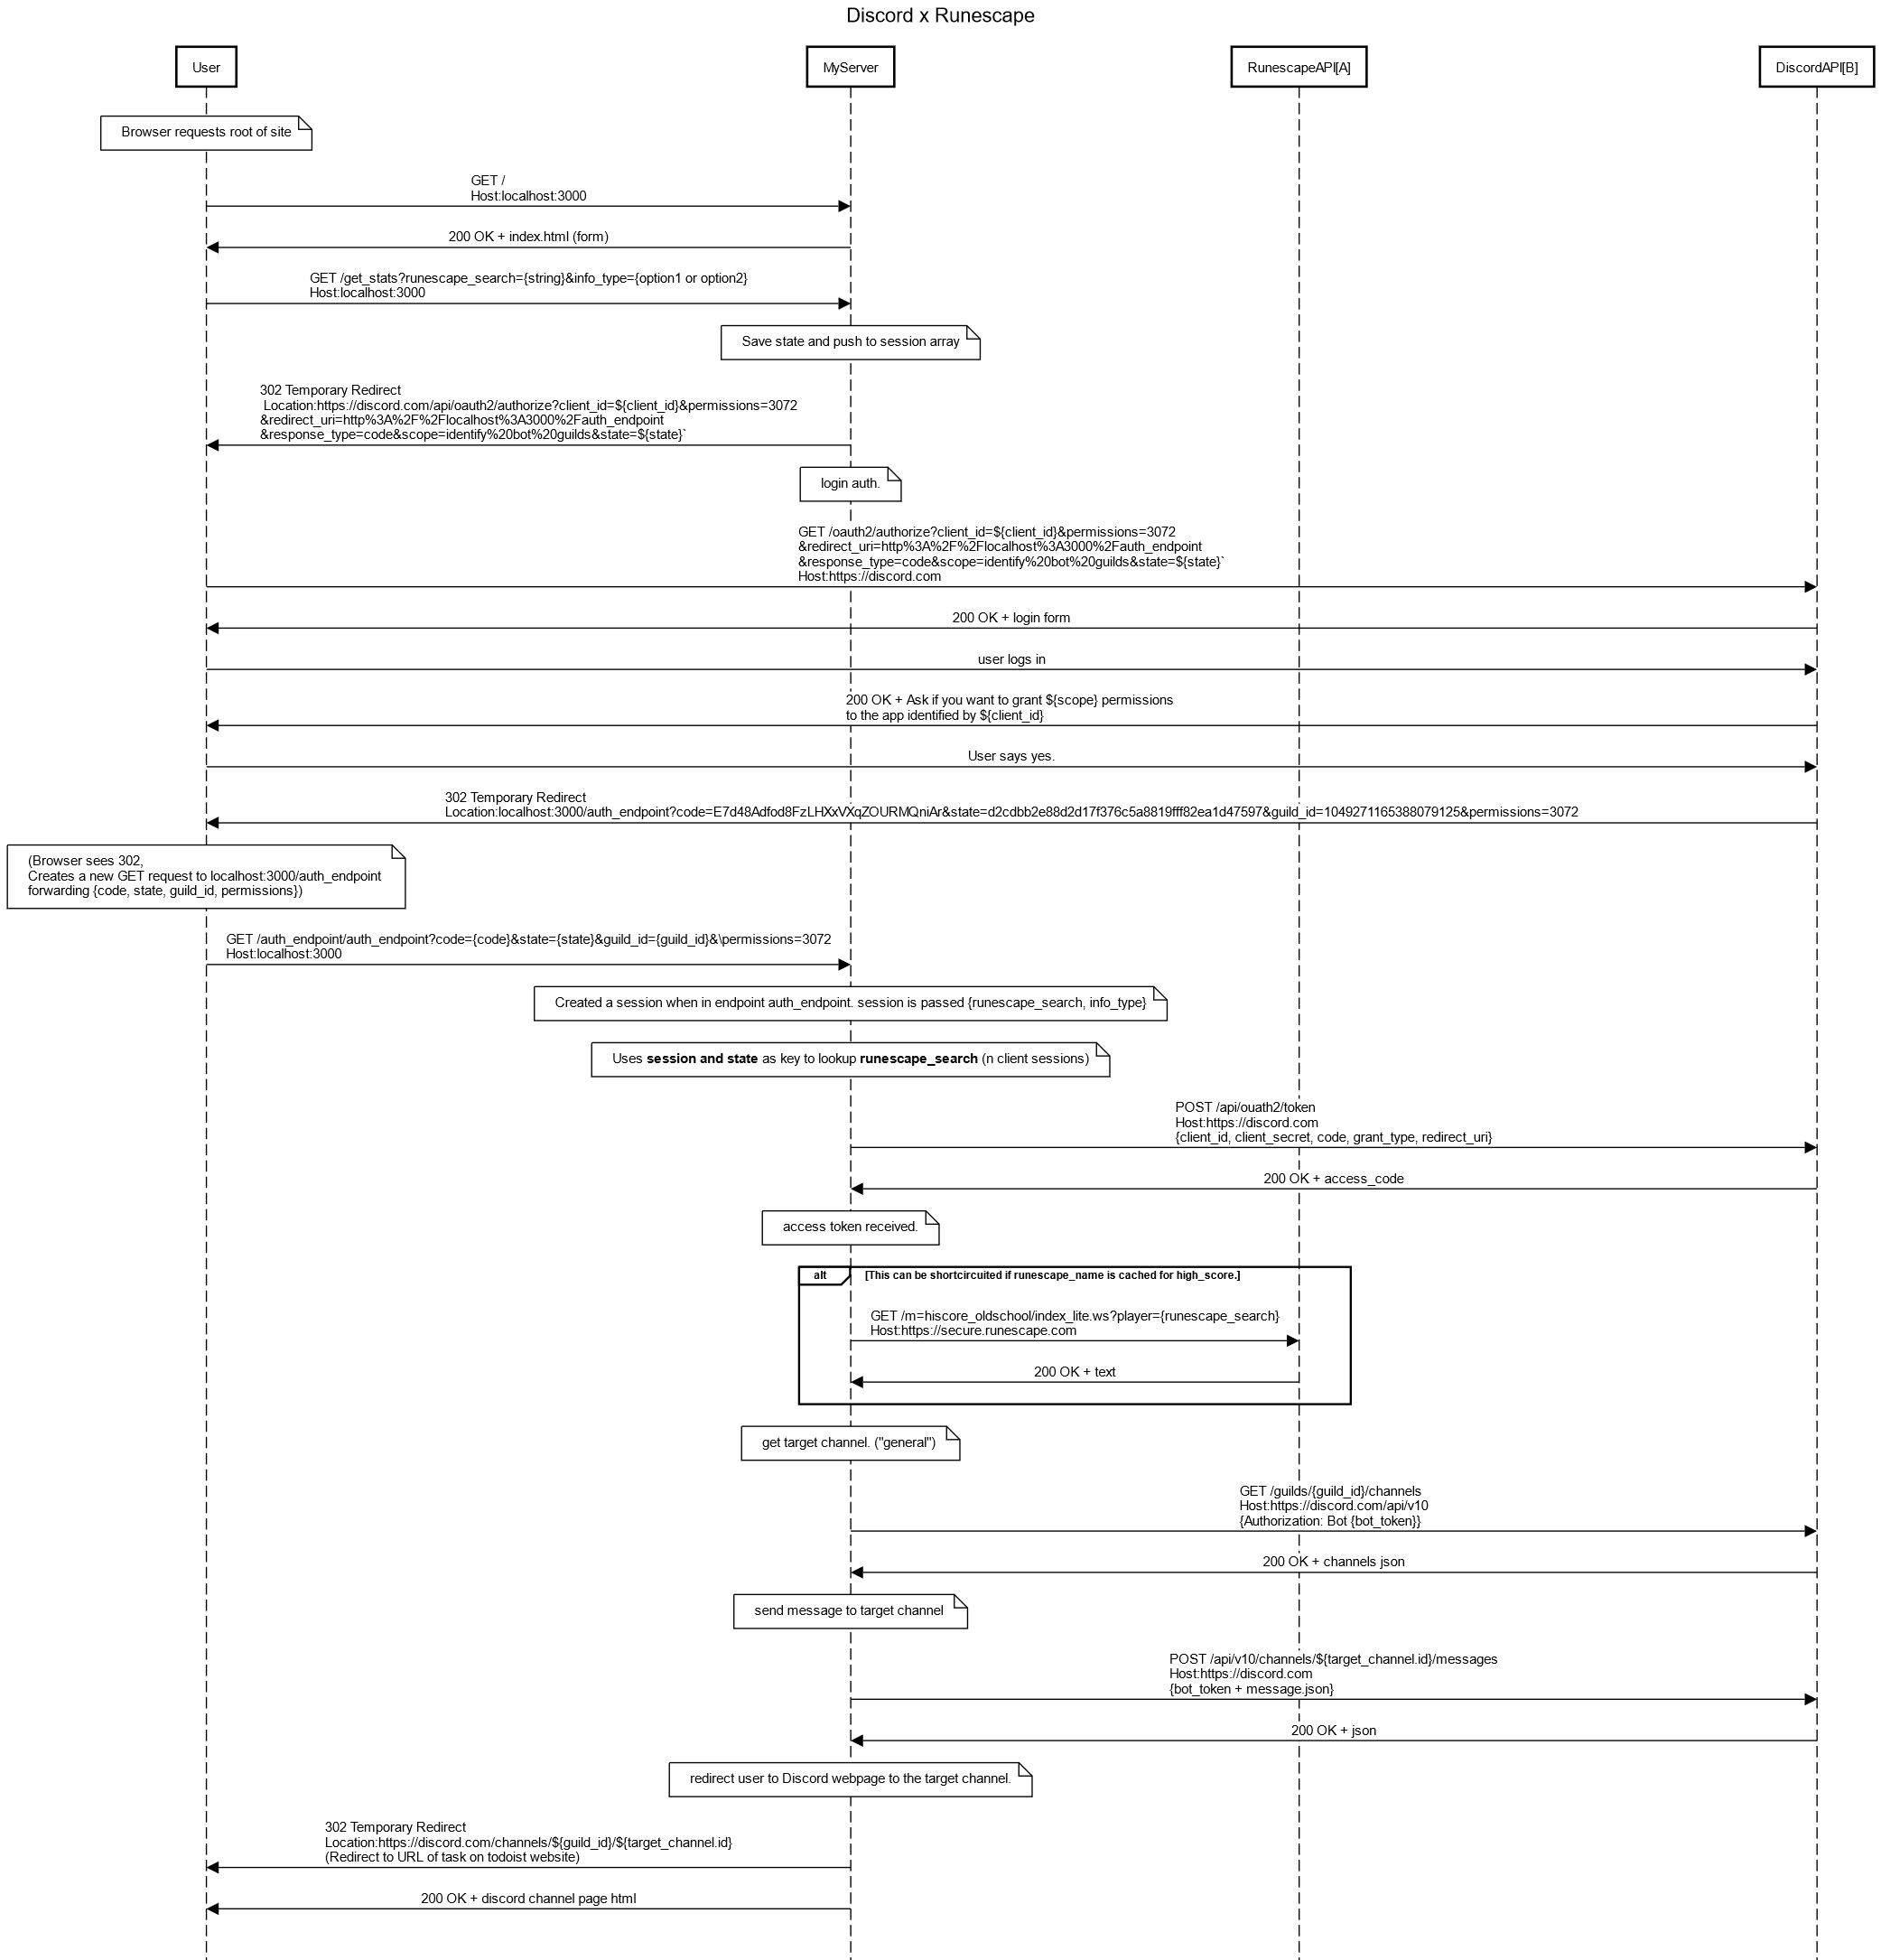 Discord x Runescape
User
MyServer
RunescapeAPI[A]
DiscordAPI[B]
Browser requests root of site
GET /
Host:localhost:3000
200 OK + index.html (form)
GET /get_stats?runescape_search={string}&info_type={option1 or option2}
Host:localhost:3000
Save state and push to session array
302 Temporary Redirect
Location:https://discord.com/api/oauth2/authorize?client_id=${client_id}&permissions=3072
&redirect_uri=http%3A%2F%2Flocalhost%3A3000%2Fauth_endpoint
&response_type=code&scope=identify%20bot%20guilds&state=${state}`
login auth.
GET /oauth2/authorize?client_id=${client_id}&permissions=3072
&redirect_uri=http%3A%2F%2Flocalhost%3A3000%2Fauth_endpoint
&response_type=code&scope=identify%20bot%20guilds&state=${state}`
Host:https://discord.com
200 OK + login form
user logs in
200 OK + Ask if you want to grant ${scope} permissions
to the app identified by ${client_id}
User says yes.
302 Temporary Redirect
Location:localhost:3000/auth_endpoint?code=E7d48Adfod8FzLHXxVXqZOURMQniAr&state=d2cdbb2e88d2d17f376c5a8819fff82ea1d47597&guild_id=1049271165388079125&permissions=3072
(Browser sees 302,
Creates a new GET request to localhost:3000/auth_endpoint
forwarding {code, state, guild_id, permissions})
GET /auth_endpoint/auth_endpoint?code={code}&state={state}&guild_id={guild_id}&\permissions=3072
Host:localhost:3000
Created a session when in endpoint auth_endpoint. session is passed {runescape_search, info_type}
Uses session and state as key to lookup runescape_search (n client sessions)
POST /api/ouath2/token
Host:https://discord.com
{client_id, client_secret, code, grant_type, redirect_uri}
200 OK + access_code
access token received.
alt
[This can be shortcircuited if runescape_name is cached for high_score.]
GET /m=hiscore_oldschool/index_lite.ws?player={runescape_search}
Host:https://secure.runescape.com
200 OK + text
get target channel. ("general")
GET /guilds/{guild_id}/channels
Host:https://discord.com/api/v10
{Authorization: Bot {bot_token}}
200 OK + channels json
send message to target channel
POST /api/v10/channels/${target_channel.id}/messages
Host:https://discord.com
{bot_token + message.json}
200 OK + json
redirect user to Discord webpage to the target channel.
302 Temporary Redirect
Location:https://discord.com/channels/${guild_id}/${target_channel.id}
(Redirect to URL of task on todoist website)
200 OK + discord channel page html